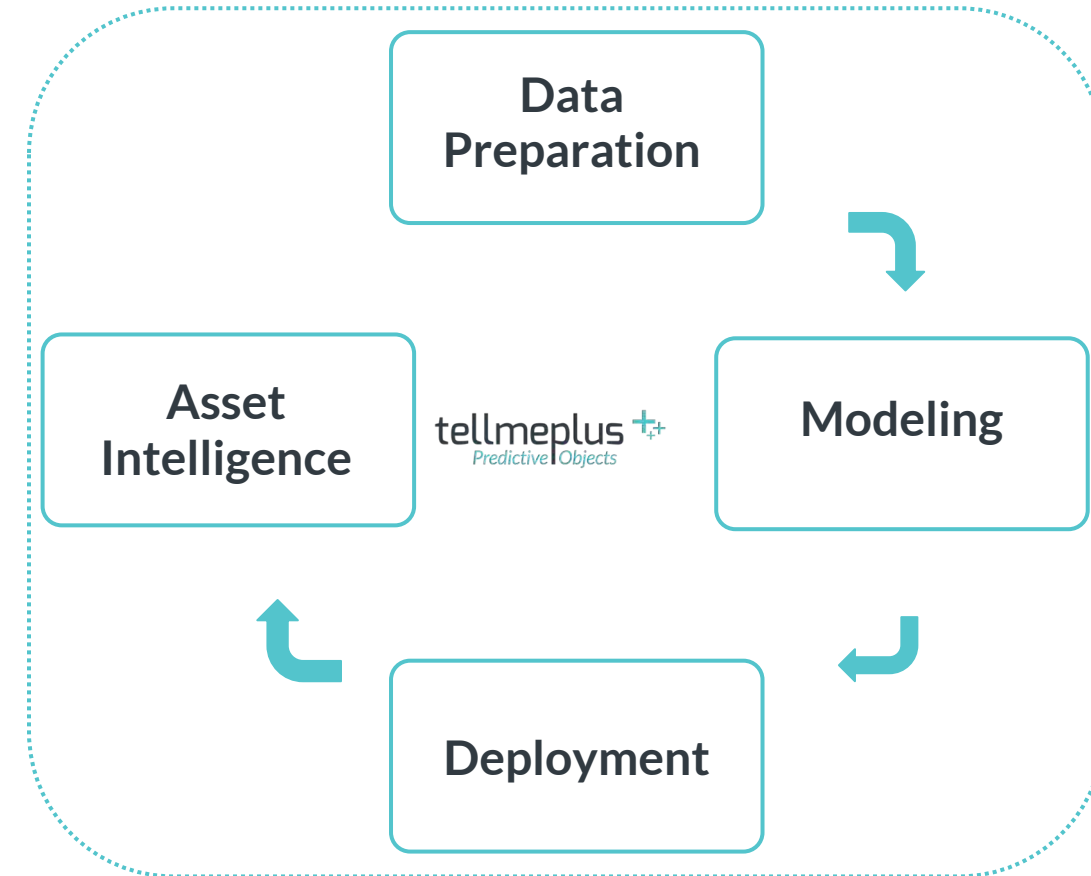 Data
Preparation
Asset
Intelligence
tellmeplus
Predictive Objects
Modeling
Deployment